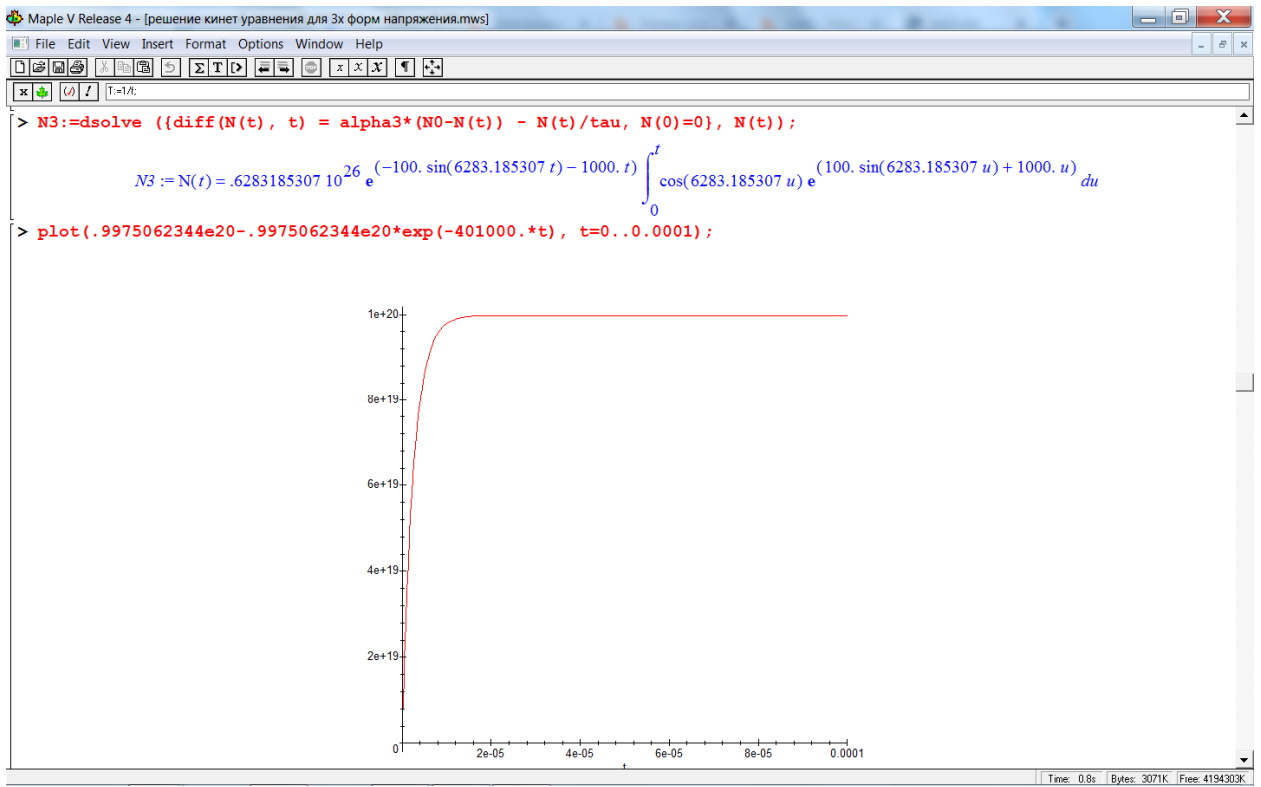 Maple V Release 4 - [решение кинет уравнения для 3х форм напряжения.mws]
File Edit View Insert Format Options Window Help
Σ T [> STOP x x x ¶
x (/) ! T:=1/f;
> N3:=dsolve ({diff(N(t), t) = alpha3*(N0-N(t)) - N(t)/tau, N(0)=0}, N(t));
N3 := N(t) = .6283185307 10^26 e^(-100. sin(6283.185307 t) - 1000. t) ∫_0^t cos(6283.185307 u) e^(100. sin(6283.185307 u) + 1000. u) du
> plot(.9975062344e20-.9975062344e20*exp(-401000.*t), t=0..0.0001);
1e+20
8e+19
6e+19
4e+19
2e+19
0 2e-05 4e-05 6e-05 8e-05 0.0001
t
Time: 0.8s Bytes: 3071K Free: 4194303K